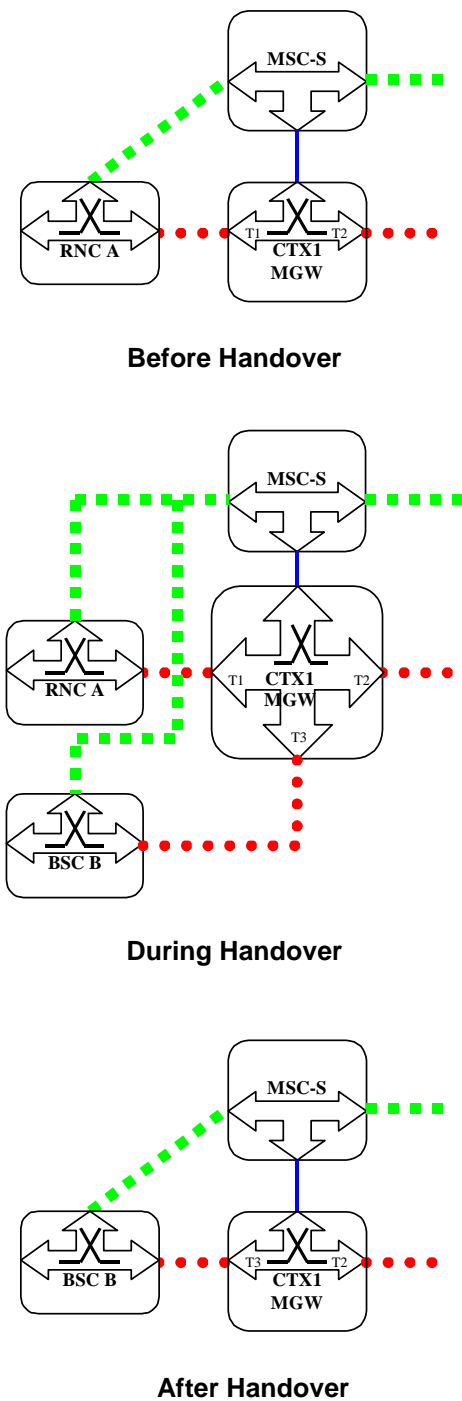 MSC-S
RNC A
T1
T2
CTX1
MGW
Before Handover
MSC-S
RNC A
T1
CTX1
MGW
T2
T3
BSC B
During Handover
MSC-S
BSC B
T3
T2
CTX1
MGW
After Handover